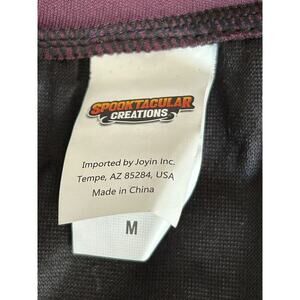 SPOOKTACULAR
CREATIONS
Imported by Joyin Inc.
Tempe, AZ 85284, USA
Made in China
M